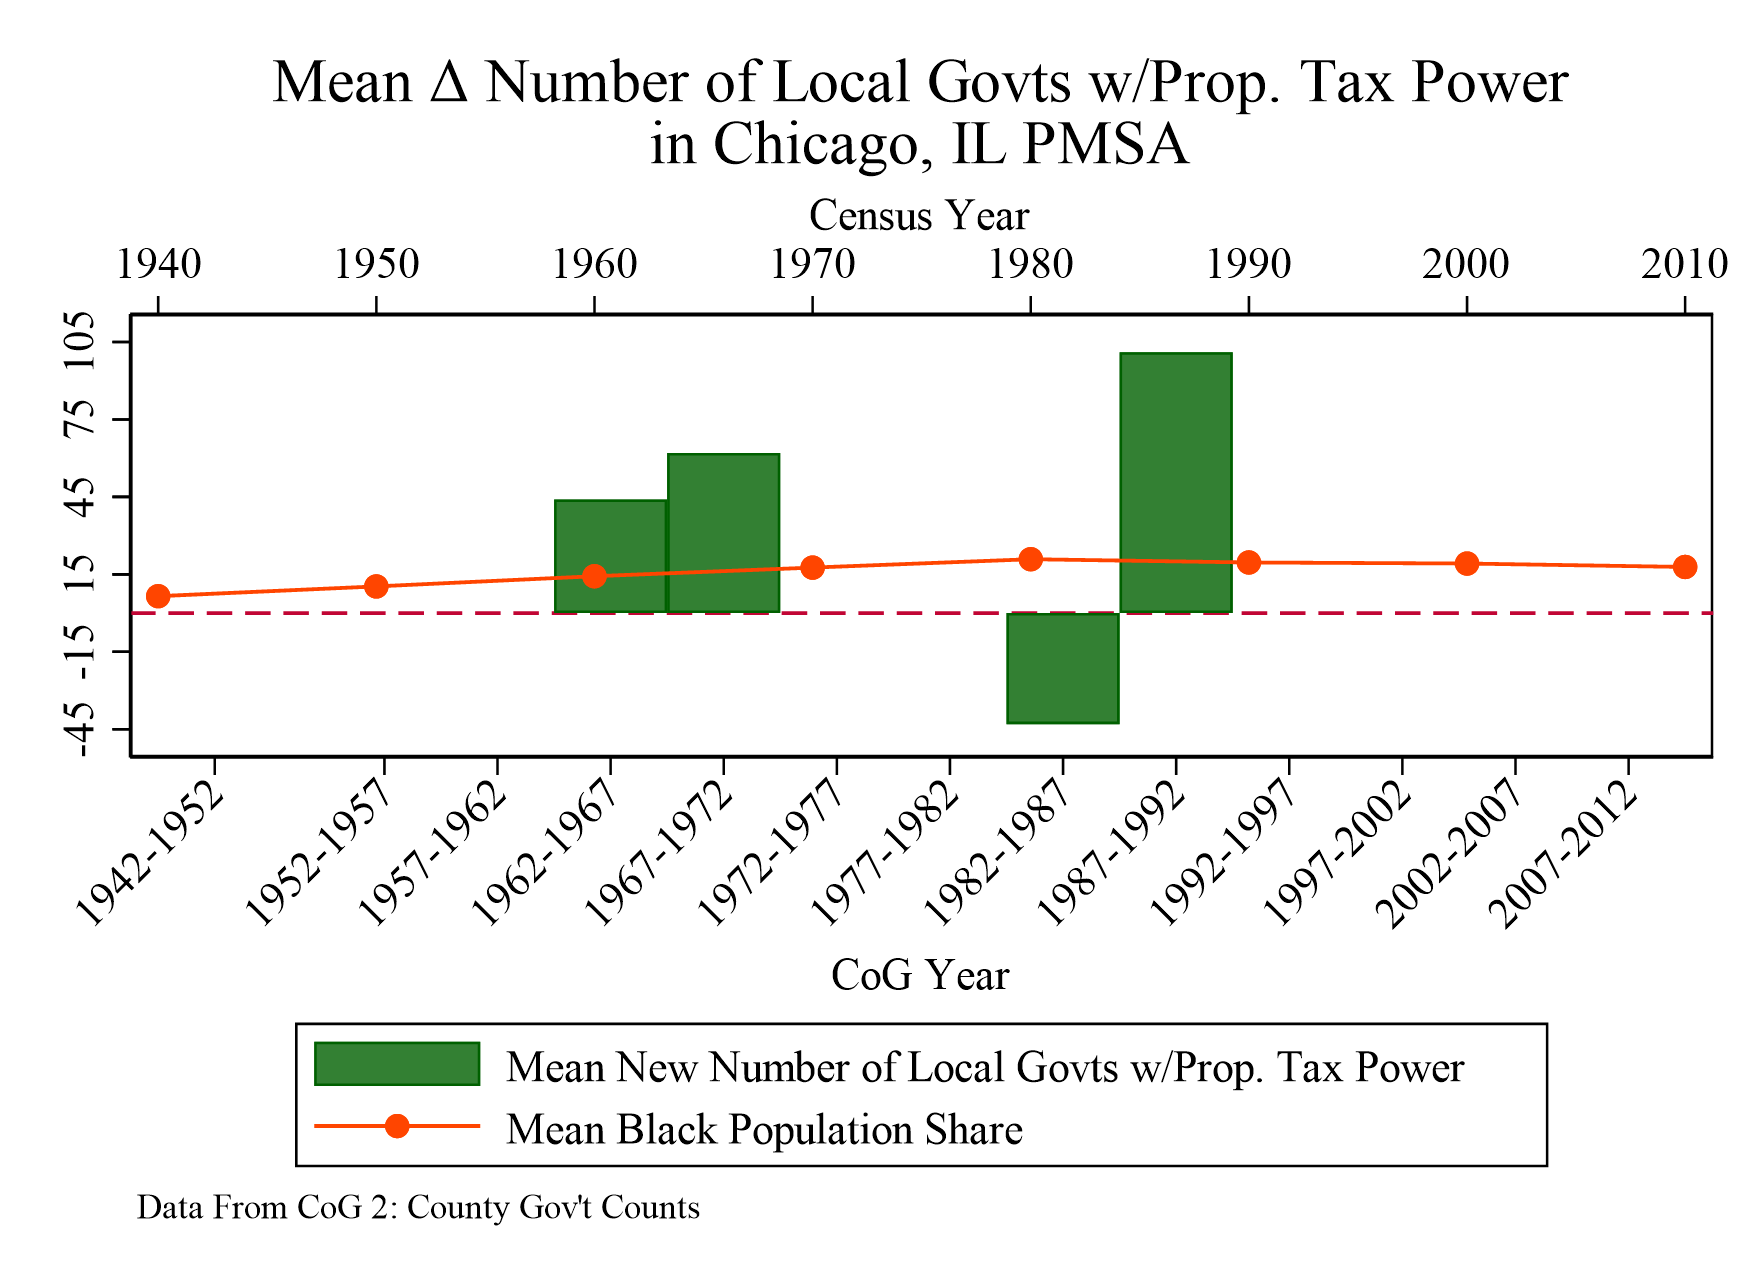 Mean Δ Number of Local Govts w/Prop. Tax Power
in Chicago, IL PMSA
Census Year
1940 1950 1960 1970 1980 1990 2000 2010
105
75
45
15
-15
-45
1942-1952 1952-1957 1957-1962 1962-1967 1967-1972 1972-1977 1977-1982 1982-1987 1987-1992 1992-1997 1997-2002 2002-2007 2007-2012
CoG Year
Mean New Number of Local Govts w/Prop. Tax Power
Mean Black Population Share
Data From CoG 2: County Gov't Counts